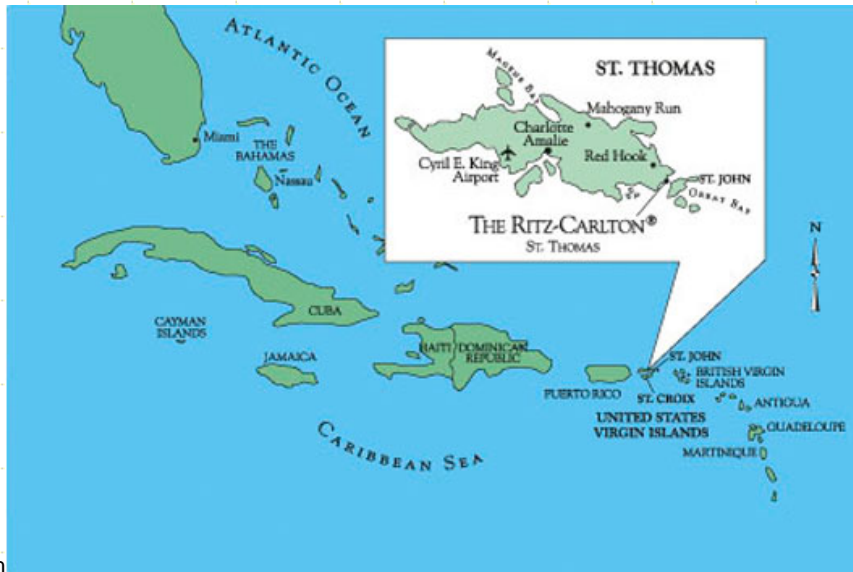 ATLANTIC OCEAN
Miami
THE
BAHAMAS
Nassau
CUBA
CAYMAN
ISLANDS
JAMAICA
HAITI
DOMINICAN
REPUBLIC
PUERTO RICO
ST. JOHN
BRITISH VIRGIN
ISLANDS
ST. CROIX
UNITED STATES
VIRGIN ISLANDS
ANTIGUA
GUADELOUPE
MARTINIQUE
CARIBBEAN SEA
N
ST. THOMAS
MAGENS BAY
Mahogany Run
Charlotte
Amalie
Cyril E. King
Airport
Red Hook
ST. JOHN
GREAT BAY
THE RITZ-CARLTON®
ST. THOMAS